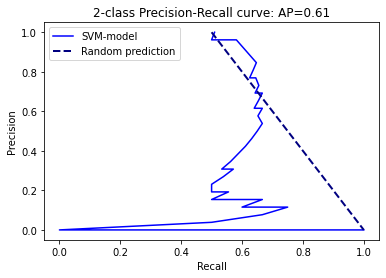 2-class Precision-Recall curve: AP=0.61
SVM-model
Random prediction
Precision
1.0
0.8
0.6
0.4
0.2
0.0
0.0 0.2 0.4 0.6 0.8 1.0
Recall